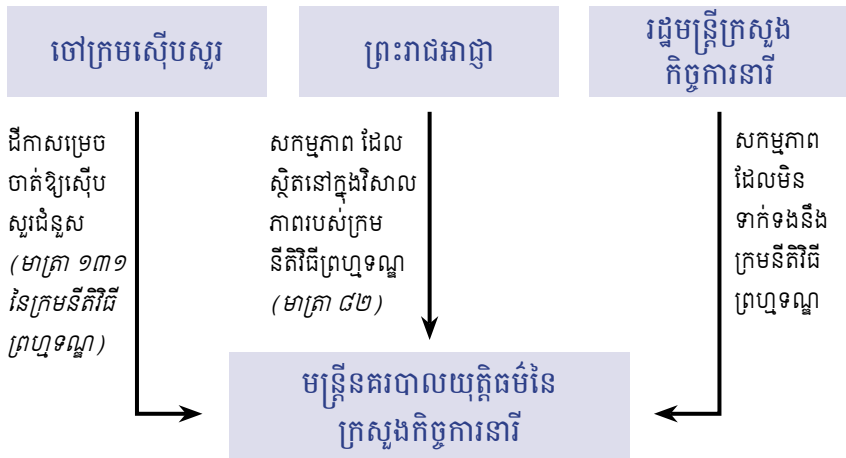 ចៅក្រមស៊ើបសួរ
ព្រះរាជអាជ្ញា
រដ្ឋមន្ត្រីក្រសួង
កិច្ចការនារី
ដីកាសម្រេច
ចាត់ឱ្យស៊ើប
សួរជំនួស
(មាត្រា ១៣១
នៃក្រមនីតិវិធី
ព្រហ្មទណ្ឌ)
សកម្មភាព ដែល
ស្ថិតនៅក្នុងវិសាល
ភាពរបស់ក្រម
នីតិវិធីព្រហ្មទណ្ឌ
(មាត្រា ៨២)
សកម្មភាព
ដែលមិន
ទាក់ទងនឹង
ក្រមនីតិវិធី
ព្រហ្មទណ្ឌ
មន្ត្រីនគរបាលយុត្តិធម៌នៃ
ក្រសួងកិច្ចការនារី